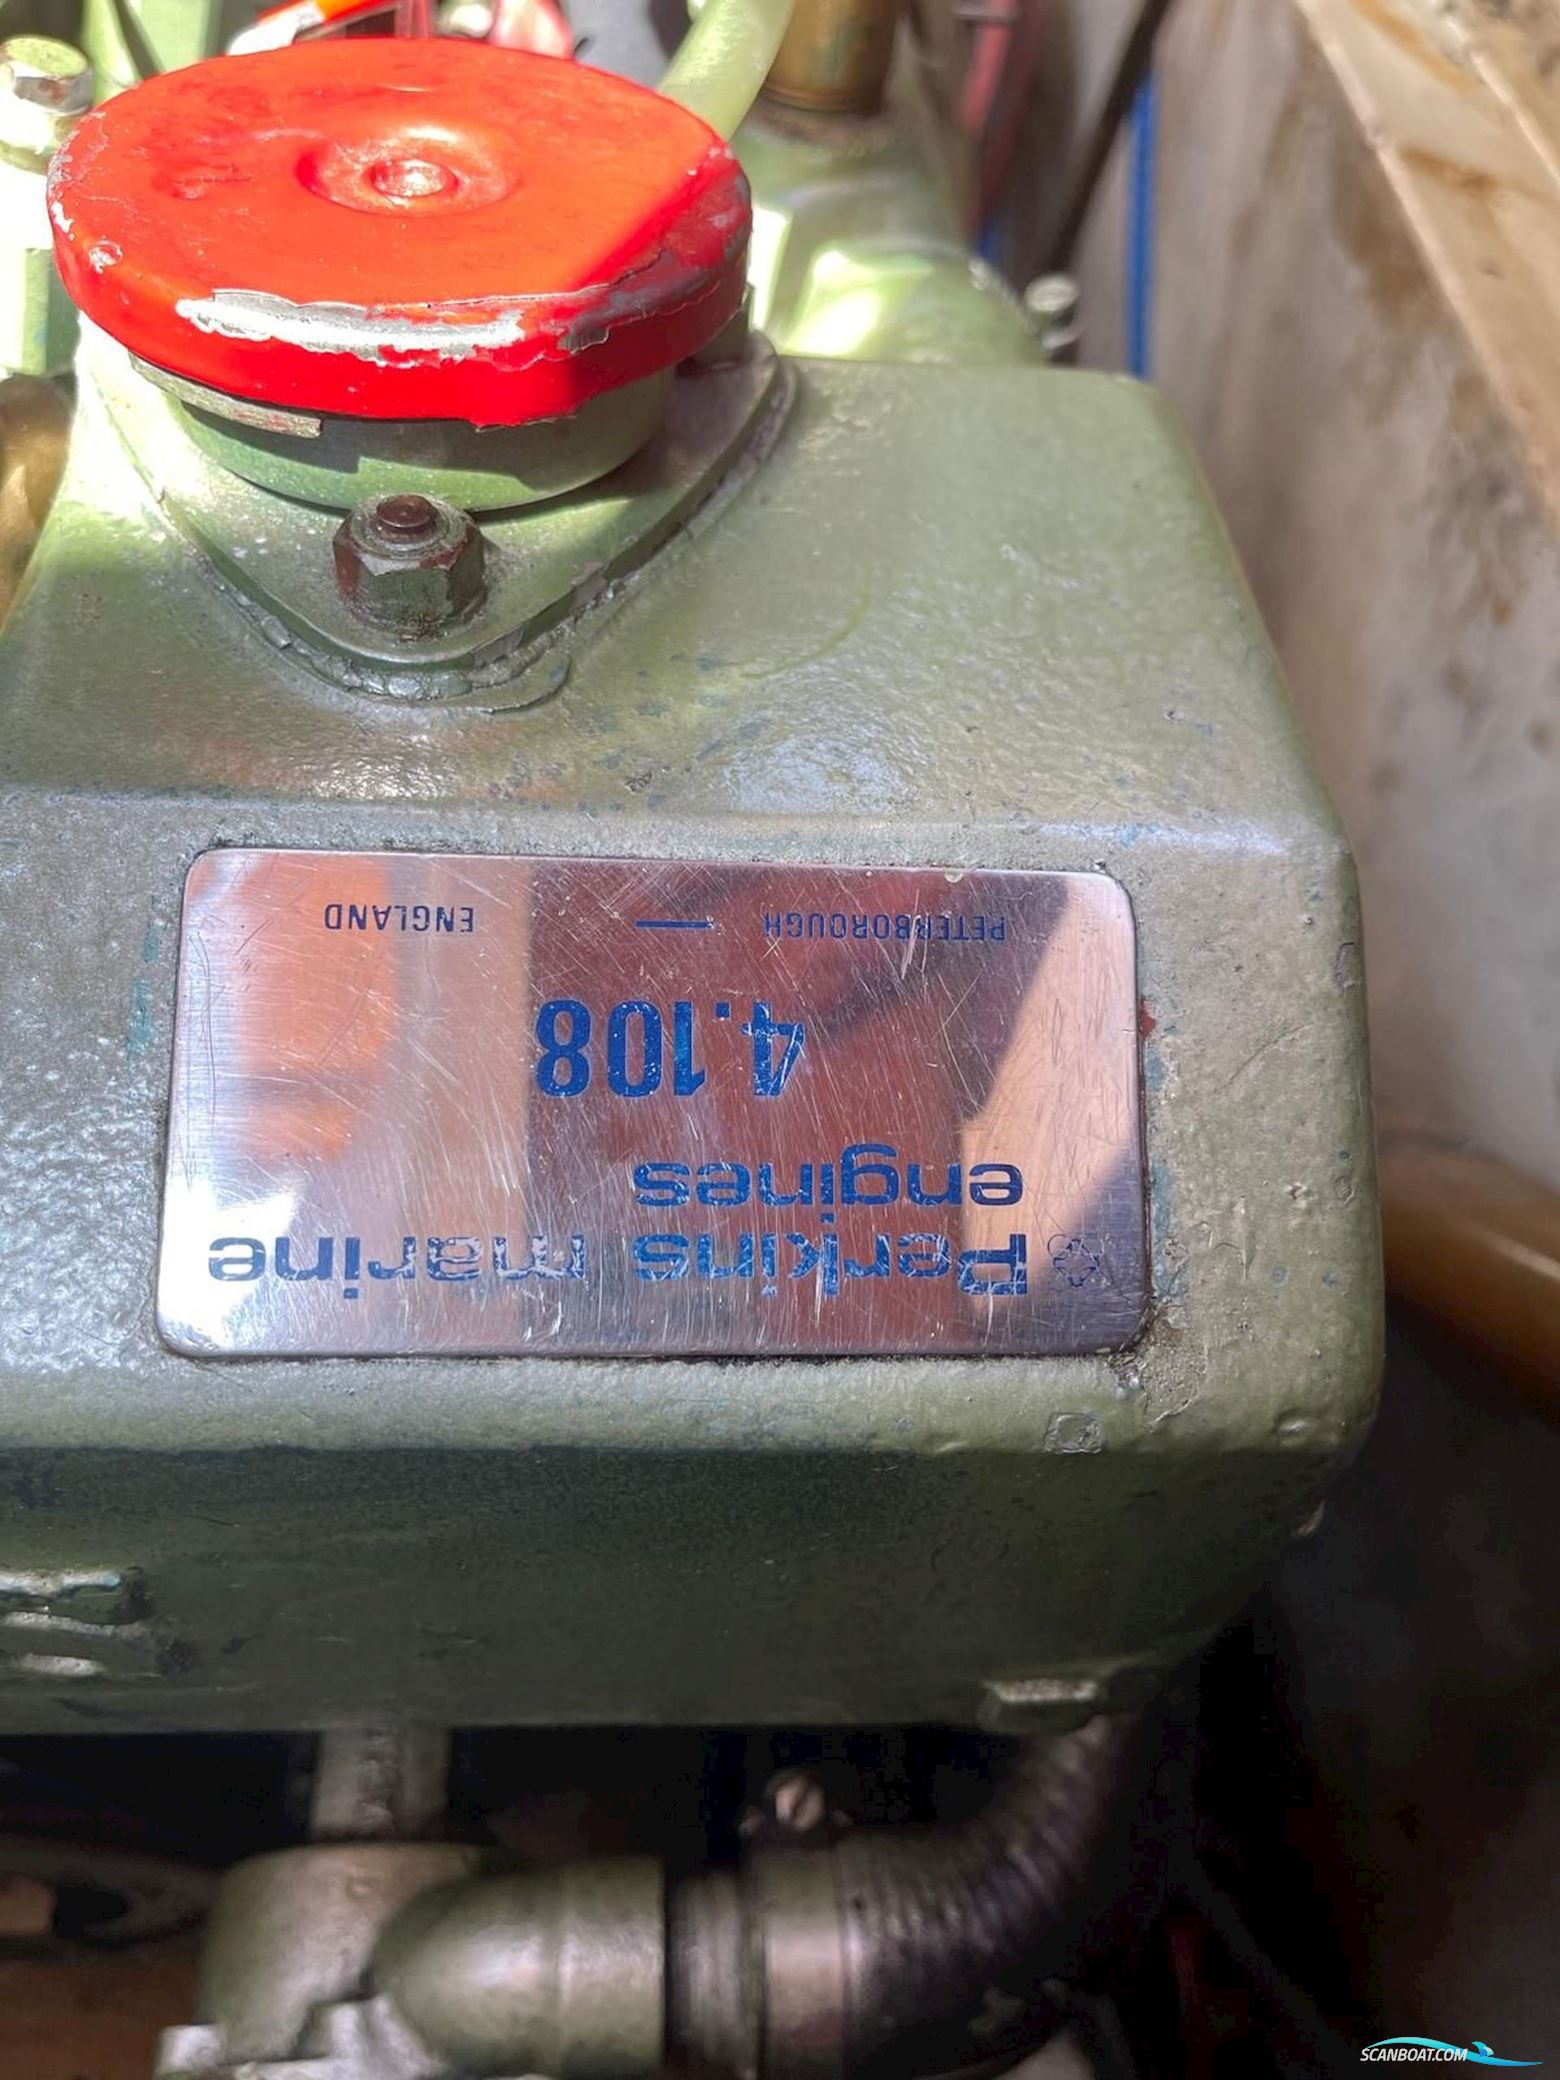 Perkins marine
engines
4.108
PETERBOROUGH — ENGLAND
SCANBOAT.COM